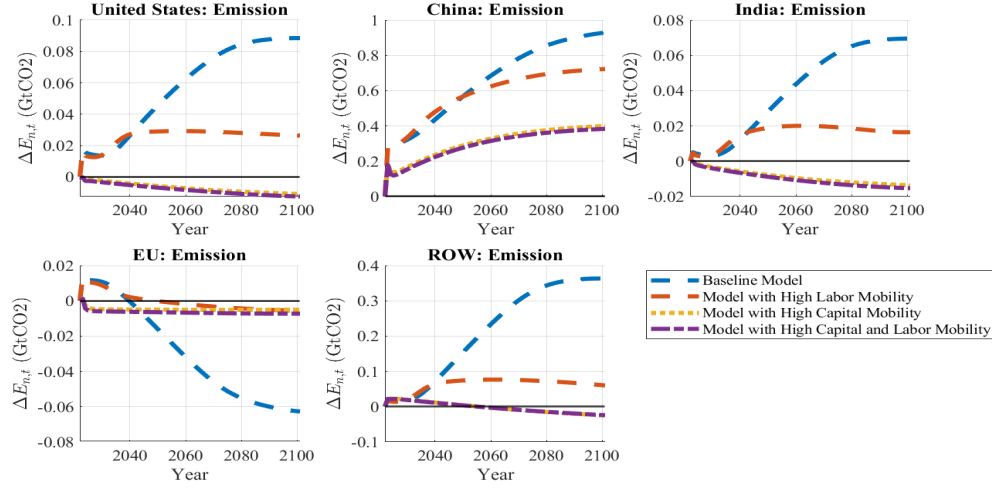 United States: Emission
China: Emission
India: Emission
0.1
0.08
0.06
0.04
0.02
0
ΔE_{n,t} (GtCO2)
2040 2060 2080 2100
Year
1
0.8
0.6
0.4
0.2
0
ΔE_{n,t} (GtCO2)
2040 2060 2080 2100
Year
0.08
0.06
0.04
0.02
0
-0.02
ΔE_{n,t} (GtCO2)
2040 2060 2080 2100
Year
EU: Emission
ROW: Emission
0.02
0
-0.02
-0.04
-0.06
-0.08
ΔE_{n,t} (GtCO2)
2040 2060 2080 2100
Year
0.4
0.3
0.2
0.1
0
-0.1
ΔE_{n,t} (GtCO2)
2040 2060 2080 2100
Year
Baseline Model
Model with High Labor Mobility
Model with High Capital Mobility
Model with High Capital and Labor Mobility